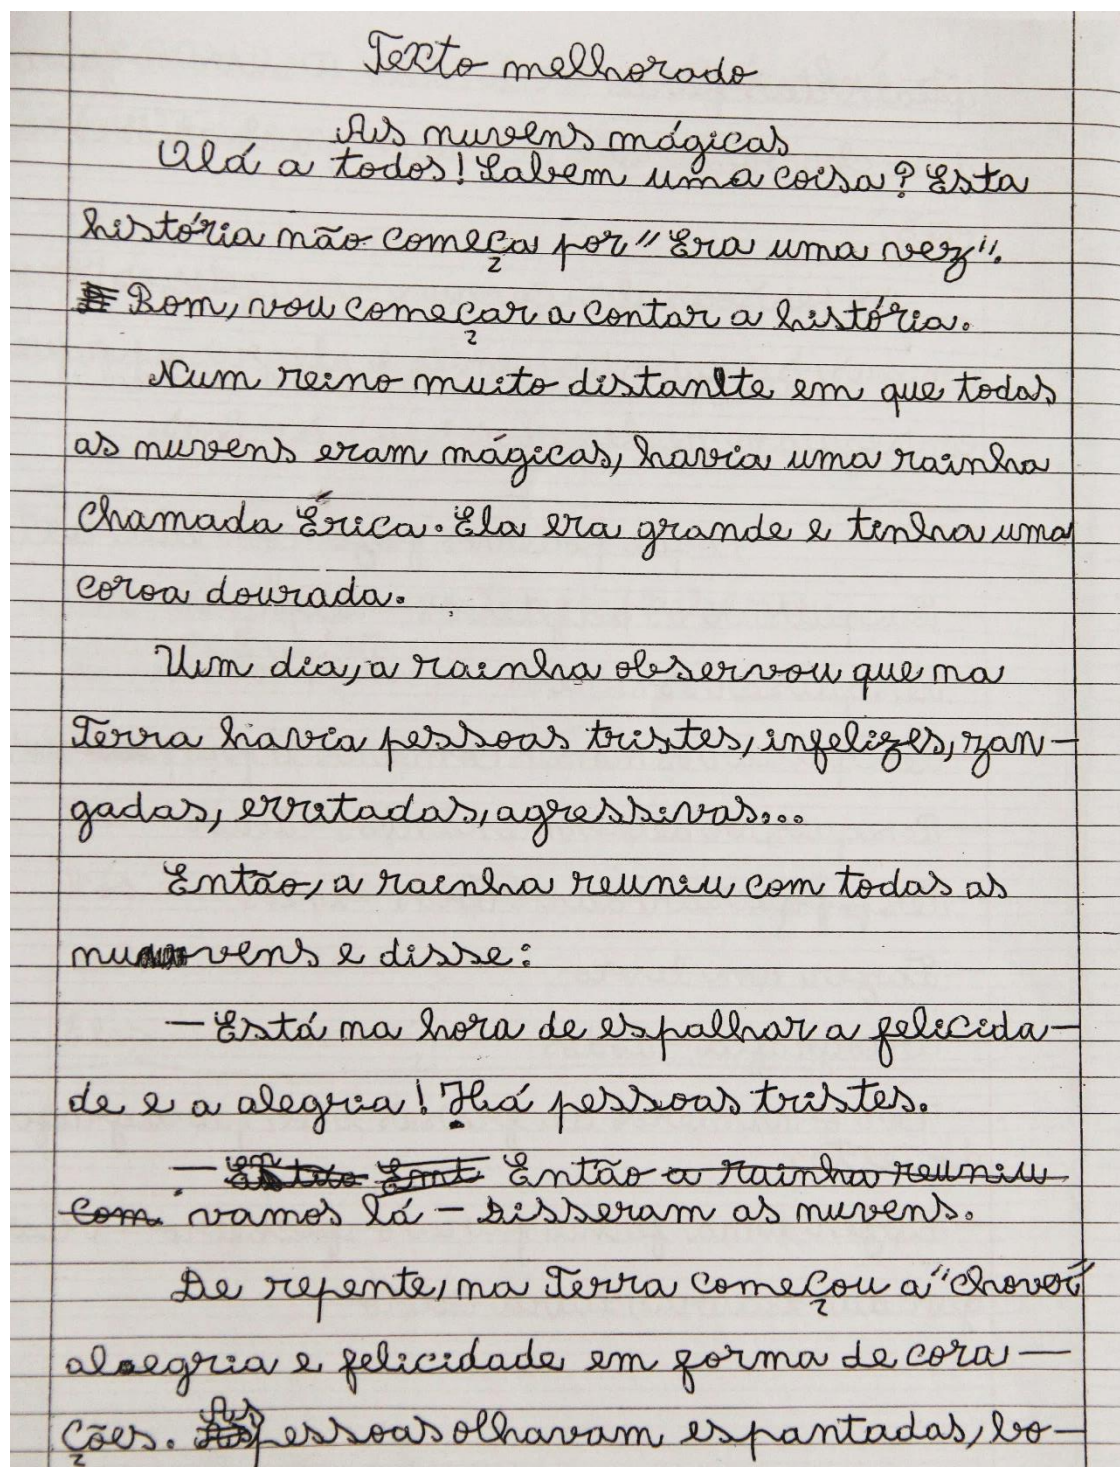 Texto melhorado
As nuvens mágicas
Olá a todos! Sabem uma coisa? Esta
história não começa por "Era uma vez".
Bom, vou começar a contar a história.
Num reino muito distante em que todas
as nuvens eram mágicas, havia uma rainha
chamada Érica. Ela era grande e tinha uma
coroa dourada.
Um dia, a rainha observou que na
Terra havia pessoas tristes, infelizes, zan-
gadas, erritadas, agressivas...
Então, a rainha reuniu com todas as
nuvens e disse:
— Está na hora de espalhar a felicida-
de e a alegria! Há pessoas tristes.
— Então a rainha reuniu
com vamos lá — Disseram as nuvens.
De repente, na Terra começou a "chover"
alegria e felicidade em forma de cora-
ções. As pessoas olhavam espantadas, bo-